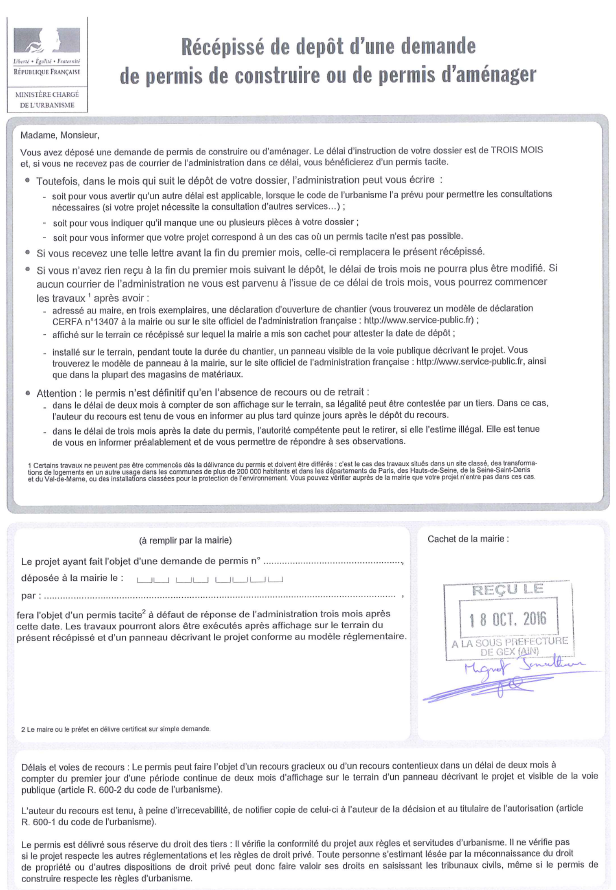 Récépissé de depôt d'une demande
de permis de construire ou de permis d'aménager
Liberté • Égalité • Fraternité
RÉPUBLIQUE FRANÇAISE
MINISTÈRE CHARGÉ
DE L'URBANISME
Madame, Monsieur,
Vous avez déposé une demande de permis de construire ou d'aménager. Le délai d'instruction de votre dossier est de TROIS MOIS
et, si vous ne recevez pas de courrier de l'administration dans ce délai, vous bénéficierez d'un permis tacite.
• Toutefois, dans le mois qui suit le dépôt de votre dossier, l'administration peut vous écrire :
- soit pour vous avertir qu'un autre délai est applicable, lorsque le code de l'urbanisme l'a prévu pour permettre les consultations
nécessaires (si votre projet nécessite la consultation d'autres services...) ;
- soit pour vous indiquer qu'il manque une ou plusieurs pièces à votre dossier ;
- soit pour vous informer que votre projet correspond à un des cas où un permis tacite n'est pas possible.
• Si vous recevez une telle lettre avant la fin du premier mois, celle-ci remplacera le présent récépissé.
• Si vous n'avez rien reçu à la fin du premier mois suivant le dépôt, le délai de trois mois ne pourra plus être modifié. Si
aucun courrier de l'administration ne vous est parvenu à l'issue de ce délai de trois mois, vous pourrez commencer
les travaux ¹ après avoir :
- adressé au maire, en trois exemplaires, une déclaration d'ouverture de chantier (vous trouverez un modèle de déclaration
CERFA n°13407 à la mairie ou sur le site officiel de l'administration française : http://www.service-public.fr) ;
- affiché sur le terrain ce récépissé sur lequel la mairie a mis son cachet pour attester la date de dépôt ;
- installé sur le terrain, pendant toute la durée du chantier, un panneau visible de la voie publique décrivant le projet. Vous
trouverez le modèle de panneau à la mairie, sur le site officiel de l'administration française : http://www.service-public.fr, ainsi
que dans la plupart des magasins de matériaux.
• Attention : le permis n'est définitif qu'en l'absence de recours ou de retrait :
- dans le délai de deux mois à compter de son affichage sur le terrain, sa légalité peut être contestée par un tiers. Dans ce cas,
l'auteur du recours est tenu de vous en informer au plus tard quinze jours après le dépôt du recours.
- dans le délai de trois mois après la date du permis, l'autorité compétente peut le retirer, si elle l'estime illégal. Elle est tenue
de vous en informer préalablement et de vous permettre de répondre à ses observations.
1 Certains travaux ne peuvent pas être commencés dès la délivrance du permis et doivent être différés : c'est le cas des travaux situés dans un site classé, des transforma-
tions de logements en un autre usage dans les communes de plus de 200 000 habitants et dans les départements de Paris, des Hauts-de-Seine, de la Seine-Saint-Denis
et du Val-de-Marne, ou des installations classées pour la protection de l'environnement. Vous pouvez vérifier auprès de la mairie que votre projet n'entre pas dans ces cas.
(à remplir par la mairie)
Le projet ayant fait l'objet d'une demande de permis n° ..............................................,
déposée à la mairie le :
par : .............................................................................................................. ,
fera l'objet d'un permis tacite² à défaut de réponse de l'administration trois mois après
cette date. Les travaux pourront alors être exécutés après affichage sur le terrain du
présent récépissé et d'un panneau décrivant le projet conforme au modèle réglementaire.
2 Le maire ou le préfet en délivre certificat sur simple demande.
Cachet de la mairie :
REÇU LE
18 OCT. 2016
A LA SOUS PREFECTURE
DE GEX (AIN)
Délais et voies de recours : Le permis peut faire l'objet d'un recours gracieux ou d'un recours contentieux dans un délai de deux mois à
compter du premier jour d'une période continue de deux mois d'affichage sur le terrain d'un panneau décrivant le projet et visible de la voie
publique (article R. 600-2 du code de l'urbanisme).
L'auteur du recours est tenu, à peine d'irrecevabilité, de notifier copie de celui-ci à l'auteur de la décision et au titulaire de l'autorisation (article
R. 600-1 du code de l'urbanisme).
Le permis est délivré sous réserve du droit des tiers : Il vérifie la conformité du projet aux règles et servitudes d'urbanisme. Il ne vérifie pas
si le projet respecte les autres réglementations et les règles de droit privé. Toute personne s'estimant lésée par la méconnaissance du droit
de propriété ou d'autres dispositions de droit privé peut donc faire valoir ses droits en saisissant les tribunaux civils, même si le permis de
construire respecte les règles d'urbanisme.